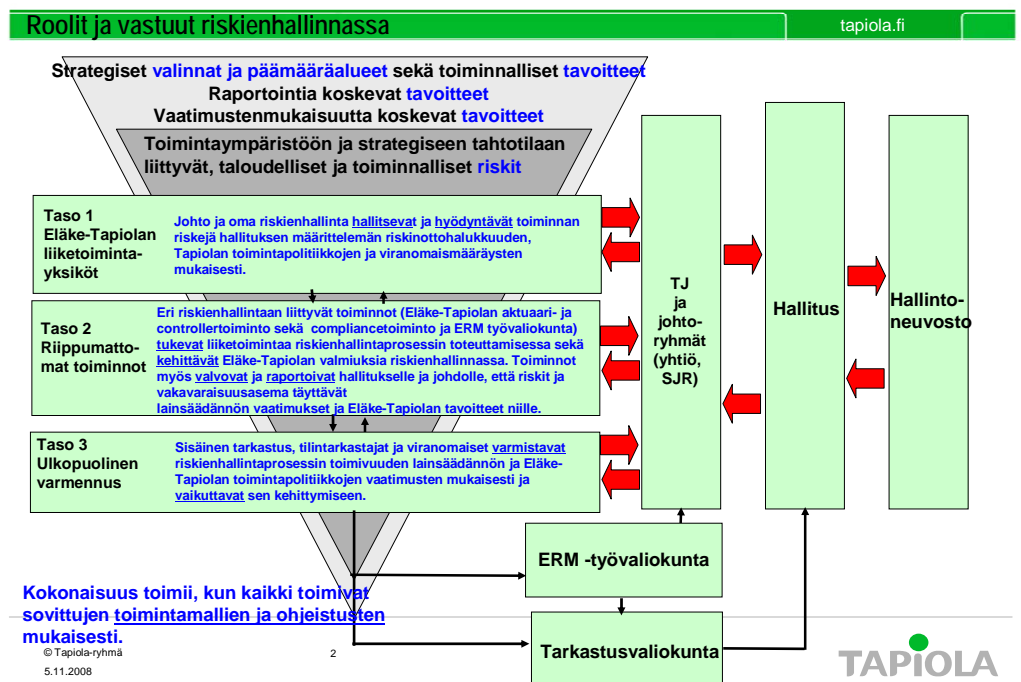 Roolit ja vastuut riskienhallinnassa
tapiola.fi
Strategiset valinnat ja päämääräalueet sekä toiminnalliset tavoitteet
Raportointia koskevat tavoitteet
Vaatimustenmukaisuutta koskevat tavoitteet
Toimintaympäristöön ja strategiseen tahtotilaan
liittyvät, taloudelliset ja toiminnalliset riskit
Taso 1
Eläke-Tapiolan
liiketoiminta-
yksiköt
Johto ja oma riskienhallinta hallitsevat ja hyödyntävät toiminnan
riskejä hallituksen määrittelemän riskinottohalukkuuden,
Tapiolan toimintapolitiikkojen ja viranomaismääräysten
mukaisesti.
Taso 2
Riippumatto-
mat toiminnot
Eri riskienhallintaan liittyvät toiminnot (Eläke-Tapiolan aktuaari- ja
controllertoiminto sekä compliancetoiminto ja ERM työvaliokunta)
tukevat liiketoimintaa riskienhallintaprosessin toteuttamisessa sekä
kehittävät Eläke-Tapiolan valmiuksia riskienhallinnassa. Toiminnot
myös valvovat ja raportoivat hallitukselle ja johdolle, että riskit ja
vakavaraisuusasema täyttävät
lainsäädännön vaatimukset ja Eläke-Tapiolan tavoitteet niille.
Taso 3
Ulkopuolinen
varmennus
Sisäinen tarkastus, tilintarkastajat ja viranomaiset varmistavat
riskienhallintaprosessin toimivuuden lainsäädännön ja Eläke-
Tapiolan toimintapolitiikkojen vaatimusten mukaisesti ja
vaikuttavat sen kehittymiseen.
TJ
ja
johto-
ryhmät
(yhtiö,
SJR)
Hallitus
Hallinto-
neuvosto
ERM -työvaliokunta
Tarkastusvaliokunta
Kokonaisuus toimii, kun kaikki toimivat
sovittujen toimintamallien ja ohjeistusten
mukaisesti.
© Tapiola-ryhmä
5.11.2008
2
TAPIOLA